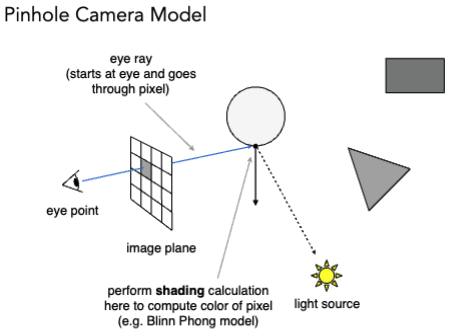 Pinhole Camera Model
eye ray
(starts at eye and goes
through pixel)
eye point
image plane
perform shading calculation
here to compute color of pixel
(e.g. Blinn Phong model)
light source